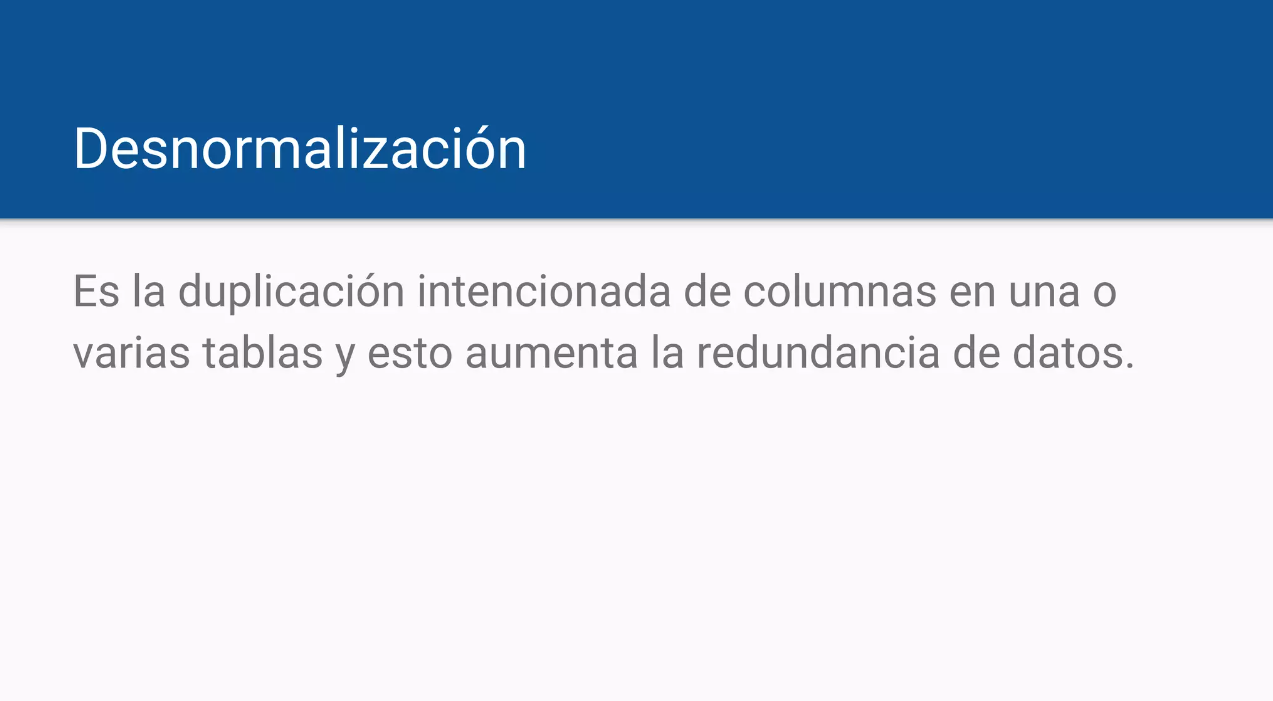 Desnormalización
Es la duplicación intencionada de columnas en una o
varias tablas y esto aumenta la redundancia de datos.